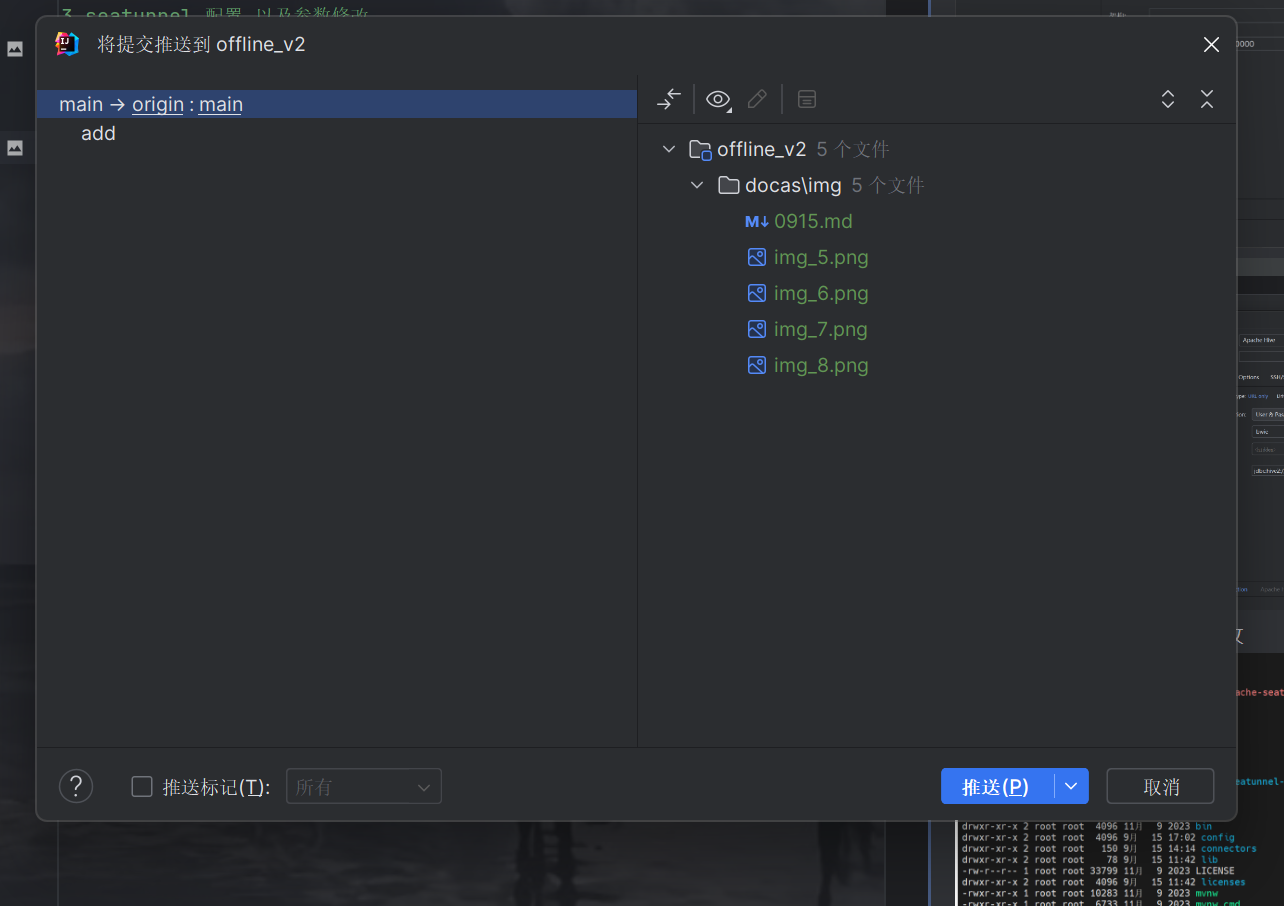 3 seatunnel 配置 以及参数修改
将提交推送到 offline_v2
main → origin : main
add
offline_v2 5 个文件
docas\img 5 个文件
M↓ 0915.md
img_5.png
img_6.png
img_7.png
img_8.png
? 推送标记(T): 所有
推送(P) 取消
0000
Apache Hive
Options SSH/
ype: URL only
User & Pas
bwie
jdbc:hive2:/
ache-seat
eatunnel-
drwxr-xr-x 2 root root 4096 11月 9 2023 bin
drwxr-xr-x 2 root root 4096 9月 15 17:02 config
drwxr-xr-x 2 root root 150 9月 15 14:14 connectors
drwxr-xr-x 2 root root 78 9月 15 11:42 lib
-rw-r--r-- 1 root root 33799 11月 9 2023 LICENSE
drwxr-xr-x 2 root root 4096 9月 15 11:42 licenses
-rwxr-xr-x 1 root root 10283 11月 9 2023 mvnw
-rwxr-xr-x 1 root root 6733 11月 9 2023 mvnw.cmd